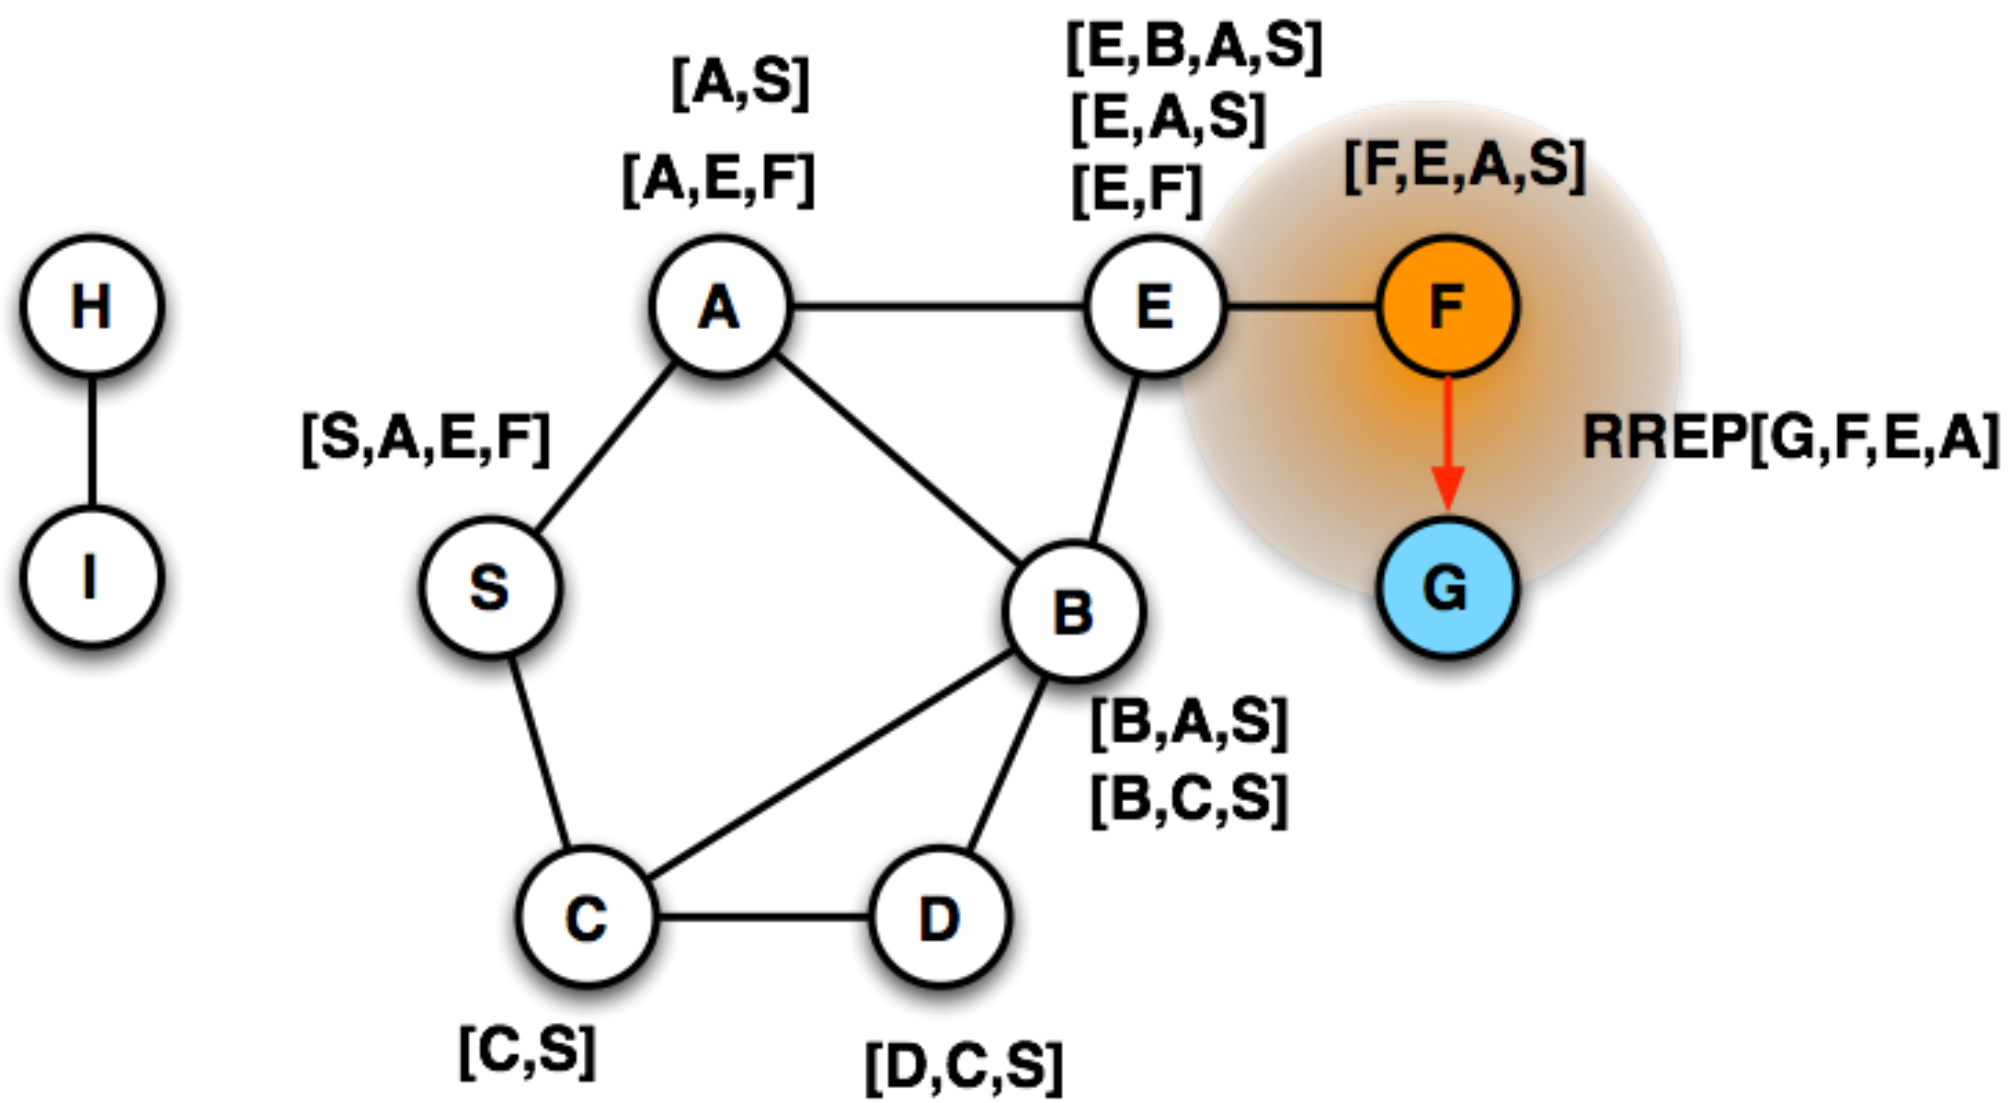 [E,B,A,S]
[A,S]
[E,A,S]
[F,E,A,S]
[A,E,F]
[E,F]
H
A
E
F
[S,A,E,F]
RREP[G,F,E,A]
I
S
B
G
[B,A,S]
[B,C,S]
C
D
[C,S]
[D,C,S]